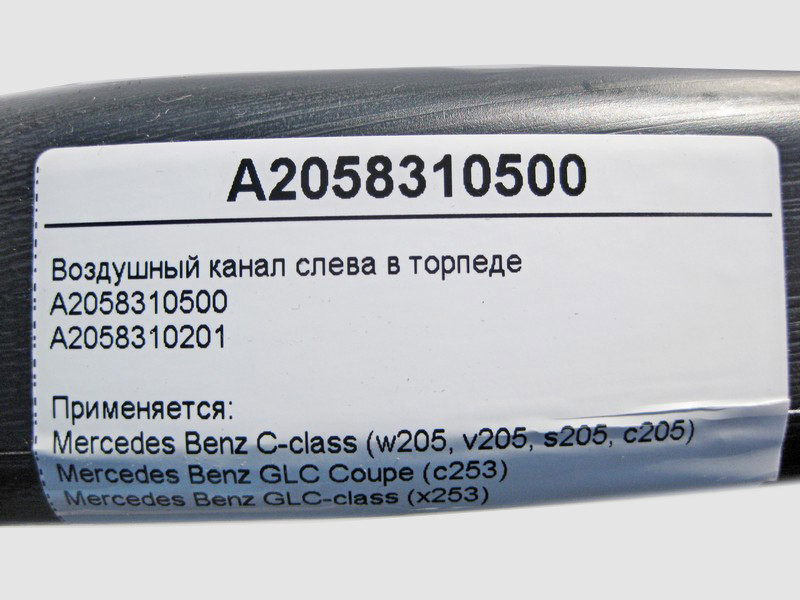 A2058310500
Воздушный канал слева в торпеде
A2058310500
A2058310201
Применяется:
Mercedes Benz C-class (w205, v205, s205, c205)
Mercedes Benz GLC Coupe (c253)
Mercedes Benz GLC-class (x253)